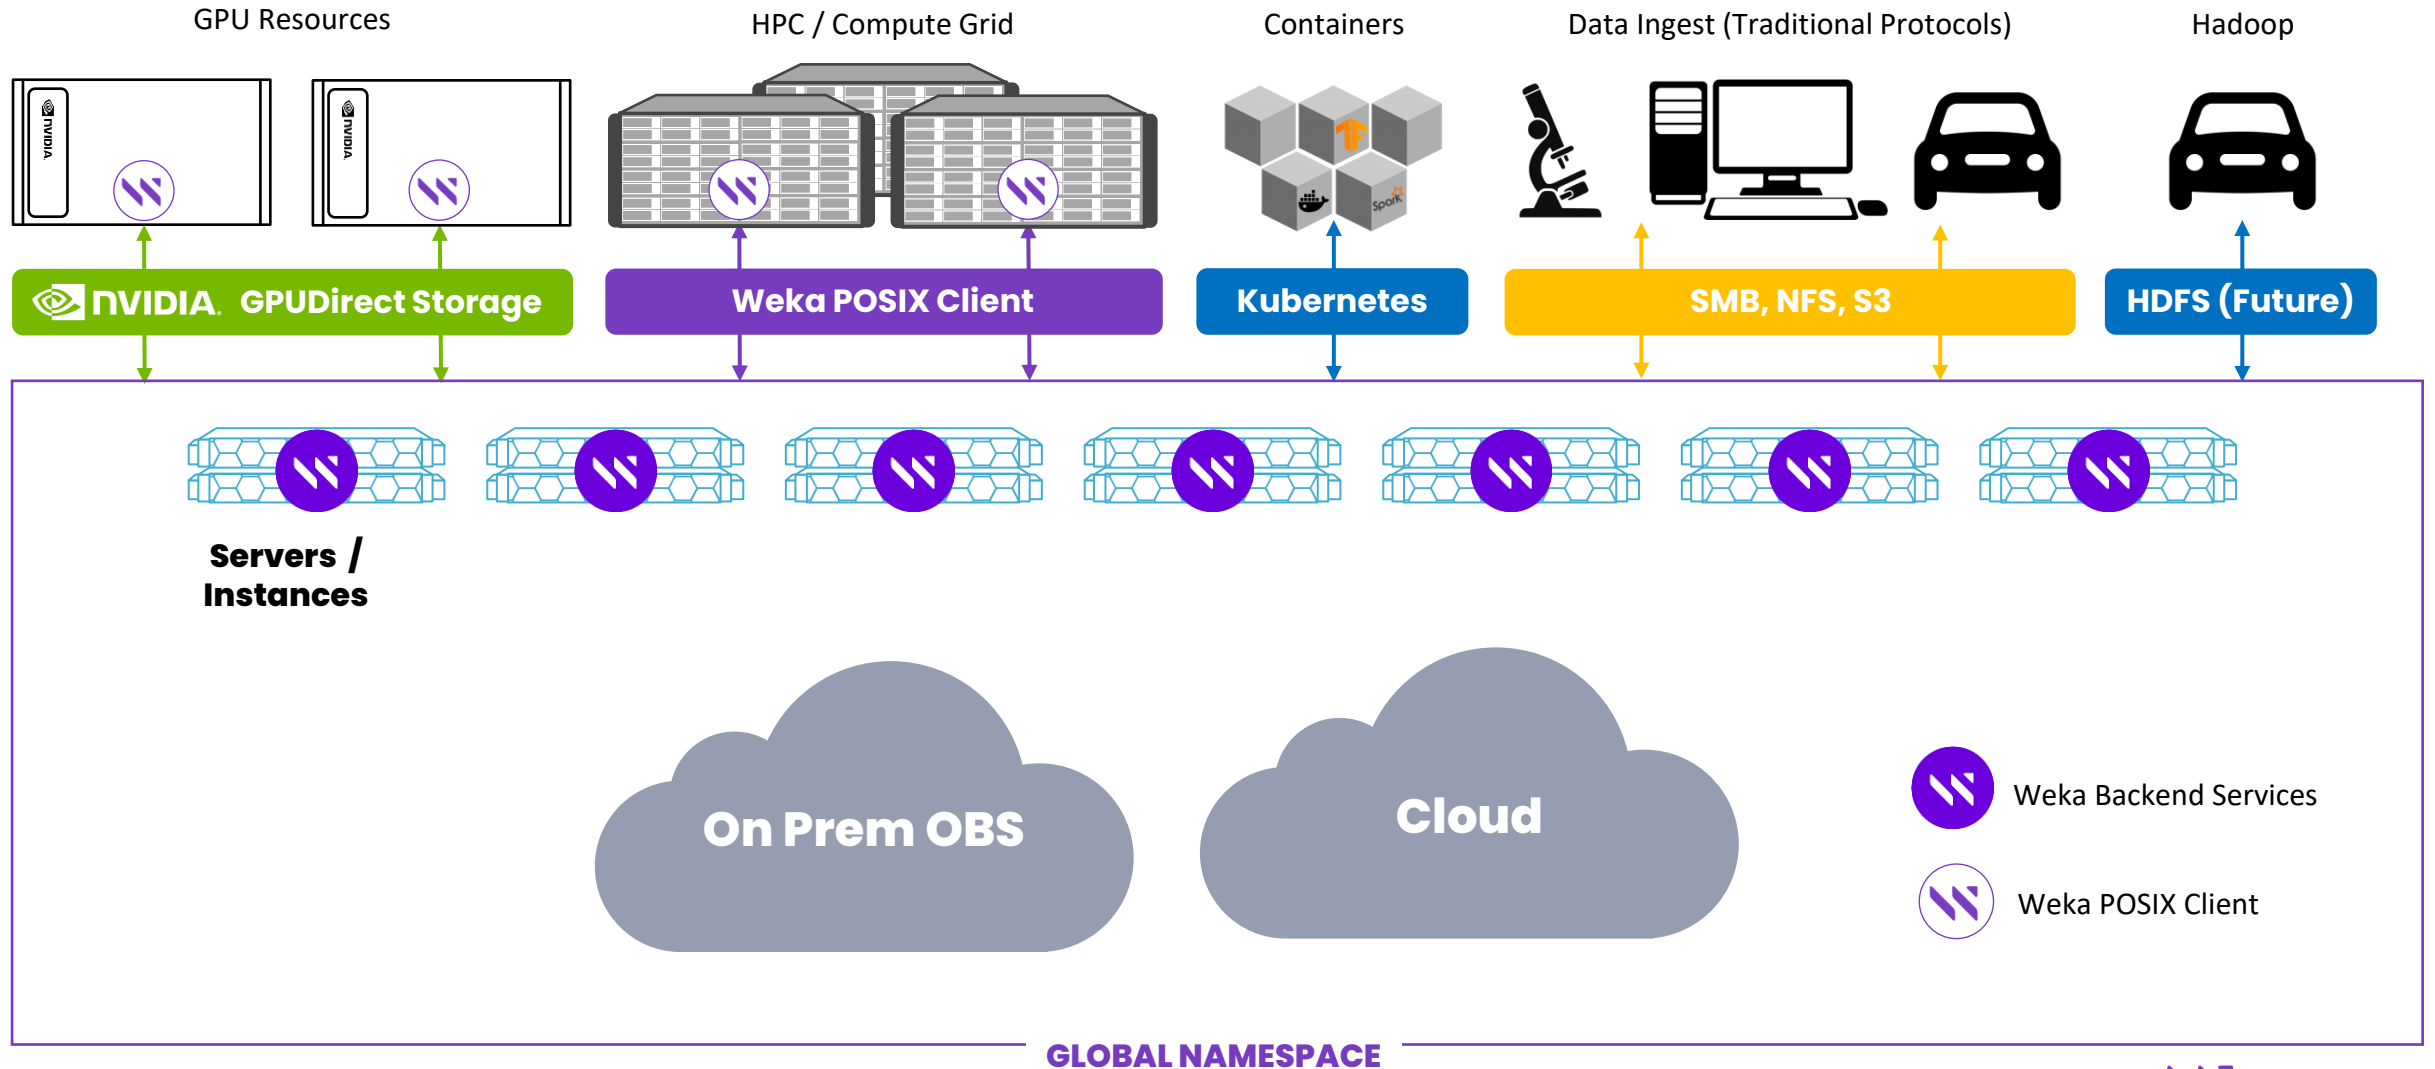 GPU Resources
HPC / Compute Grid
Containers
Data Ingest (Traditional Protocols)
Hadoop
NVIDIA.
NVIDIA.
Spark
NVIDIA. GPUDirect Storage
Weka POSIX Client
Kubernetes
SMB, NFS, S3
HDFS (Future)
Servers /
Instances
On Prem OBS
Cloud
Weka Backend Services
Weka POSIX Client
GLOBAL NAMESPACE